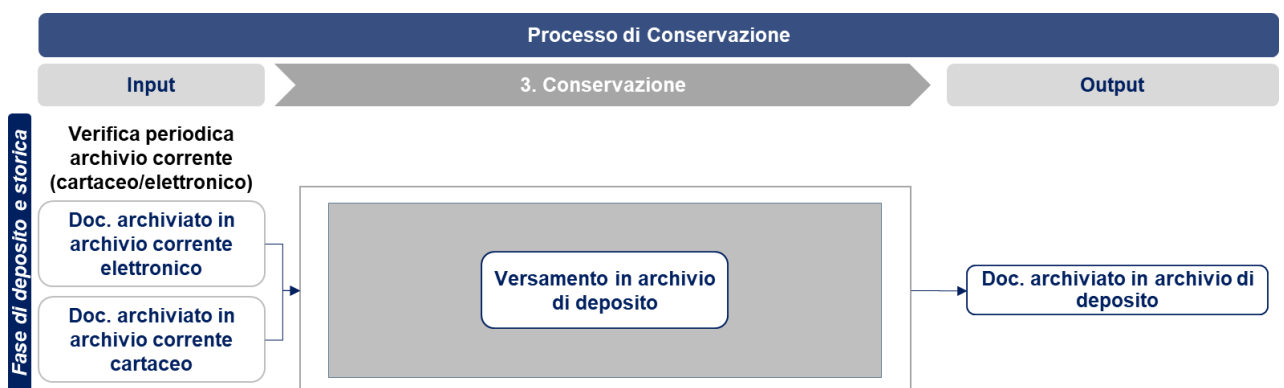 Processo di Conservazione
Input
3. Conservazione
Output
Fase di deposito e storica
Verifica periodica
archivio corrente
(cartaceo/elettronico)
Doc. archiviato in
archivio corrente
elettronico
Doc. archiviato in
archivio corrente
cartaceo
Versamento in archivio
di deposito
Doc. archiviato in archivio di
deposito